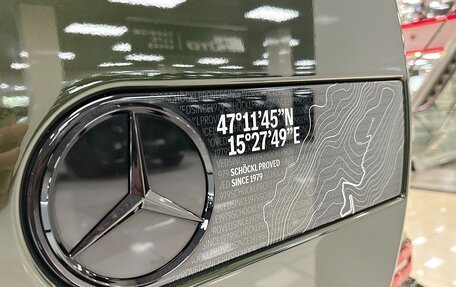 47°11'45"N
15°27'49"E
SCHÖCKL PROVED
SINCE 1979